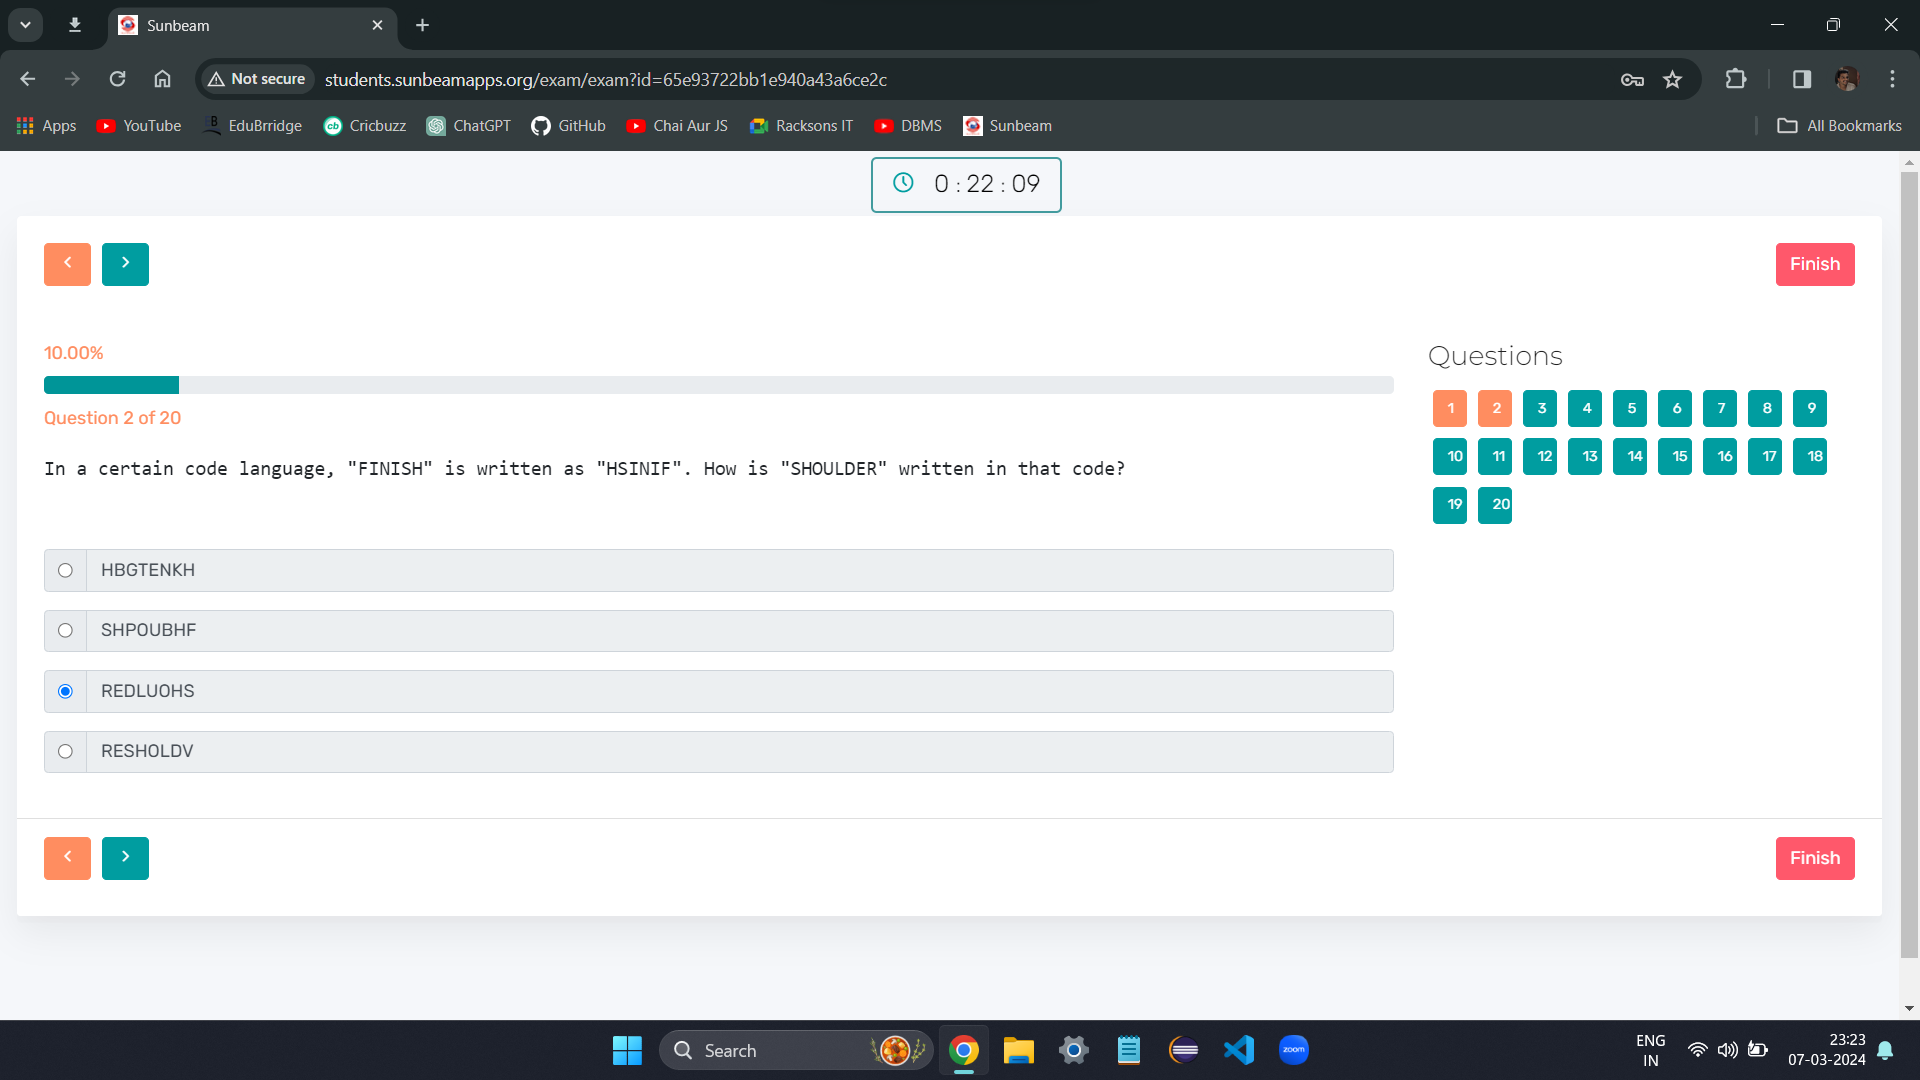 Sunbeam
Not secure
students.sunbeamapps.org/exam/exam?id=65e93722bb1e940a43a6ce2c
Apps
YouTube
EduBrridge
Cricbuzz
ChatGPT
GitHub
Chai Aur JS
Racksons IT
DBMS
Sunbeam
All Bookmarks
0 : 22 : 09
Finish
10.00%
Question 2 of 20
In a certain code language, "FINISH" is written as "HSINIF". How is "SHOULDER" written in that code?
HBGTENKH
SHPOUBHF
REDLUOHS
RESHOLDV
Questions
1 2 3 4 5 6 7 8 9
10 11 12 13 14 15 16 17 18
19 20
Finish
Search
zoom
ENG
IN
23:23
07-03-2024